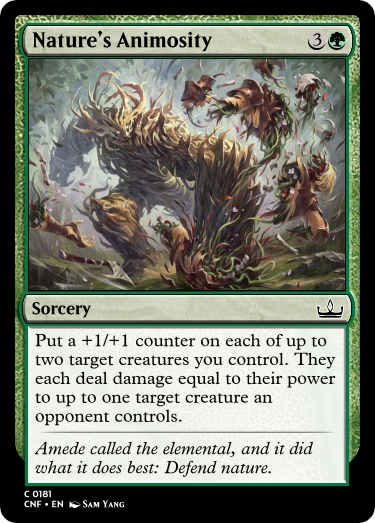 Nature's Animosity 3
Sorcery
Put a +1/+1 counter on each of up to
two target creatures you control. They
each deal damage equal to their power
to up to one target creature an
opponent controls.
Amede called the elemental, and it did
what it does best: Defend nature.
C 0181
CNF • EN Sam Yang